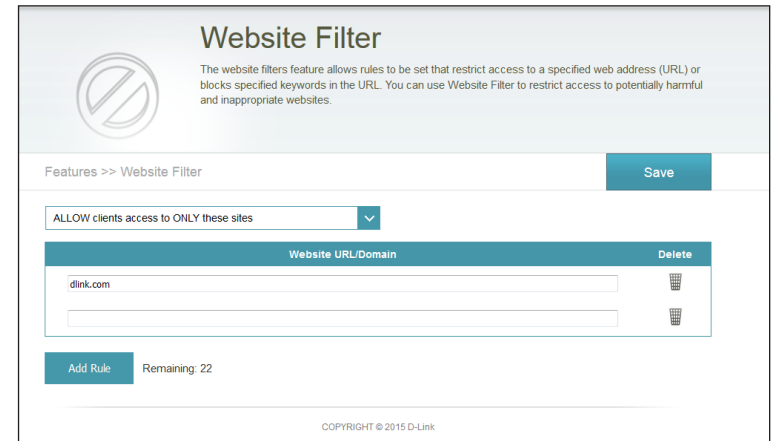 Website Filter
The website filters feature allows rules to be set that restrict access to a specified web address (URL) or
blocks specified keywords in the URL. You can use Website Filter to restrict access to potentially harmful
and inappropriate websites.
Features >> Website Filter
Save
ALLOW clients access to ONLY these sites
Website URL/Domain Delete
dlink.com
Add Rule Remaining: 22
COPYRIGHT © 2015 D-Link